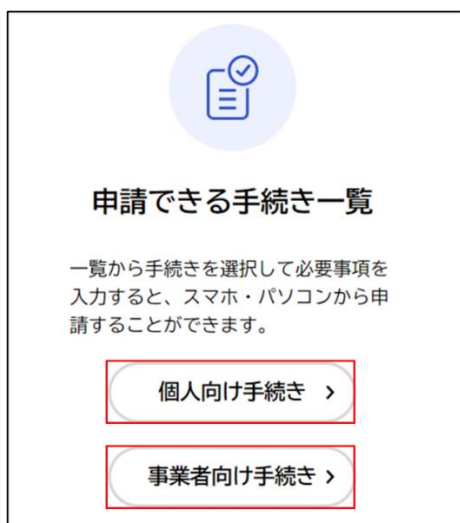 申請できる手続き一覧
一覧から手続きを選択して必要事項を
入力すると、スマホ・パソコンから申
請することができます。
個人向け手続き ›
事業者向け手続き ›